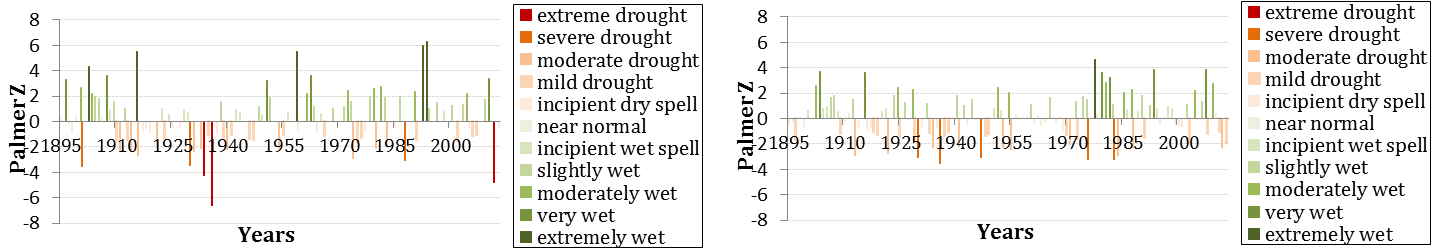 8
6
4
2
0
-2
-4
-6
-8
PalmerZ
1895 1910 1925 1940 1955 1970 1985 2000
Years
extreme drought
severe drought
moderate drought
mild drought
incipient dry spell
near normal
incipient wet spell
slightly wet
moderately wet
very wet
extremely wet
8
6
4
2
0
-2
-4
-6
-8
PalmerZ
1895 1910 1925 1940 1955 1970 1985 2000
Years
extreme drought
severe drought
moderate drought
mild drought
incipient dry spell
near normal
incipient wet spell
slightly wet
moderately wet
very wet
extremely wet